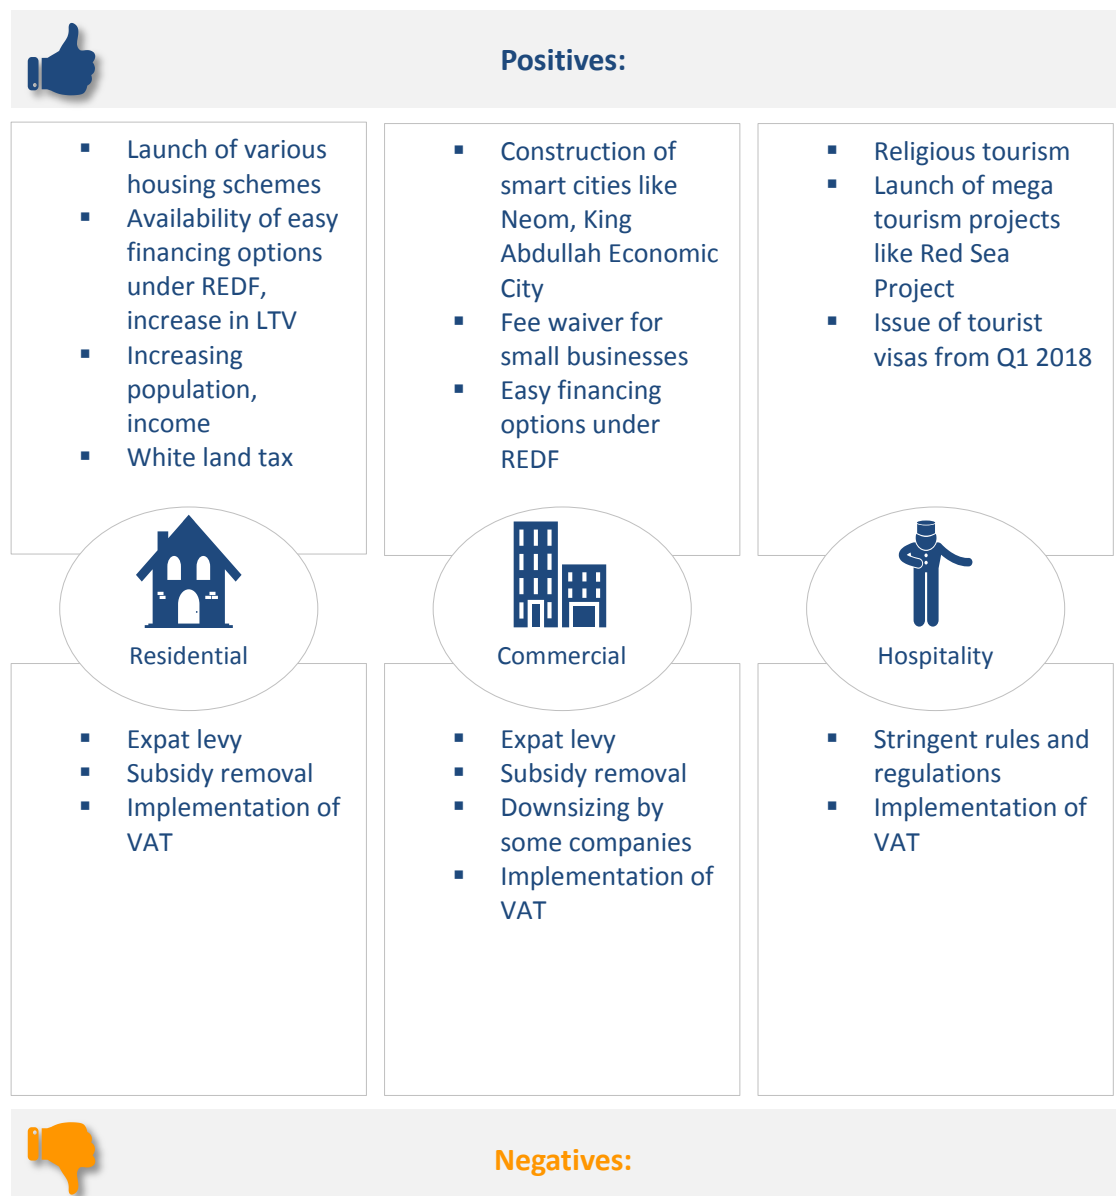 Positives:
▪ Launch of various
housing schemes
▪ Availability of easy
financing options
under REDF,
increase in LTV
▪ Increasing
population,
income
▪ White land tax
▪ Construction of
smart cities like
Neom, King
Abdullah Economic
City
▪ Fee waiver for
small businesses
▪ Easy financing
options under
REDF
▪ Religious tourism
▪ Launch of mega
tourism projects
like Red Sea
Project
▪ Issue of tourist
visas from Q1 2018
Residential
Commercial
Hospitality
▪ Expat levy
▪ Subsidy removal
▪ Implementation of
VAT
▪ Expat levy
▪ Subsidy removal
▪ Downsizing by
some companies
▪ Implementation of
VAT
▪ Stringent rules and
regulations
▪ Implementation of
VAT
Negatives: